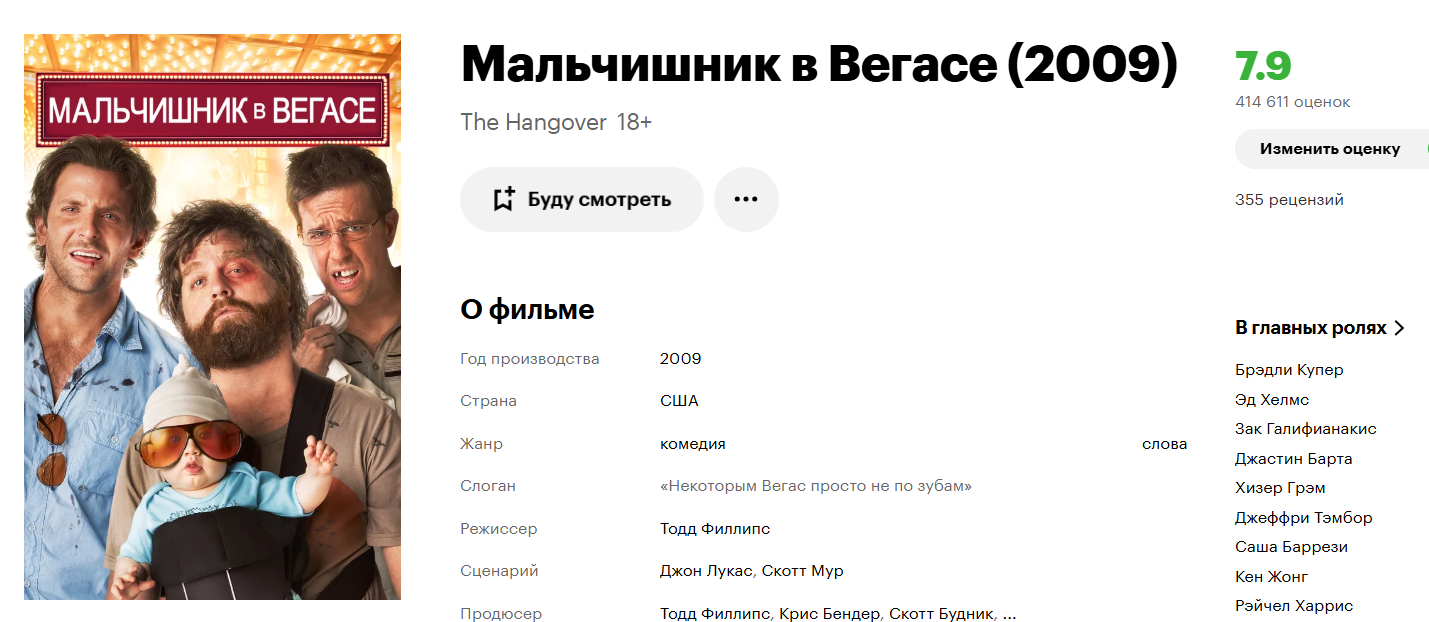 МАЛЬЧИШНИК В ВЕГАСЕ
Мальчишник в Вегасе (2009)
The Hangover 18+
Буду смотреть
О фильме
Год производства 2009
Страна США
Жанр комедия слова
Слоган «Некоторым Вегас просто не по зубам»
Режиссер Тодд Филлипс
Сценарий Джон Лукас, Скотт Мур
Продюсер Тодд Филлипс, Крис Бендер, Скотт Будник, ...
7.9
414 611 оценок
Изменить оценку
355 рецензий
В главных ролях
Брэдли Купер
Эд Хелмс
Зак Галифианакис
Джастин Барта
Хизер Грэм
Джеффри Тэмбор
Саша Баррези
Кен Жонг
Рэйчел Харрис